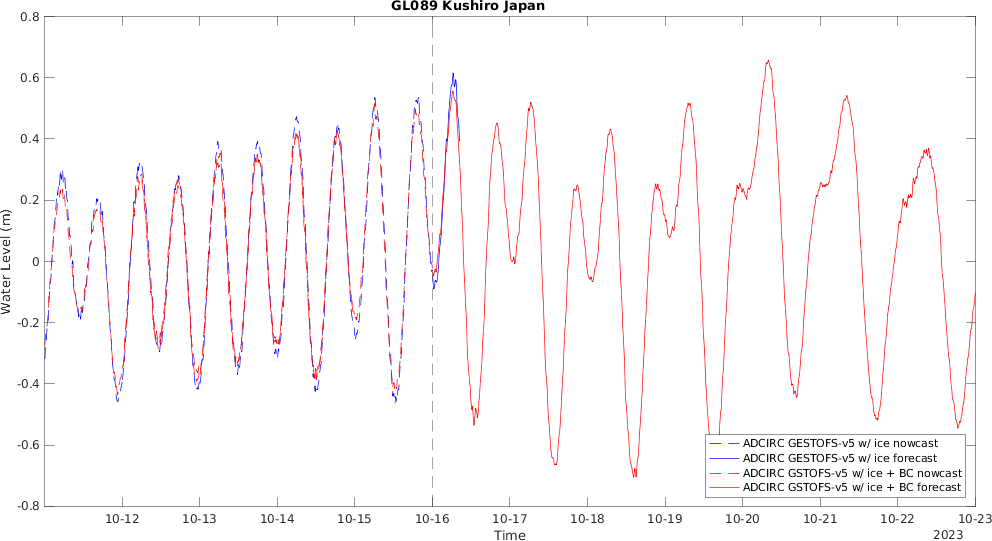 GL089 Kushiro Japan
0.8
0.6
0.4
0.2
0
-0.2
-0.4
-0.6
-0.8
Water Level (m)
ADCIRC GESTOFS-v5 w/ ice nowcast
ADCIRC GESTOFS-v5 w/ ice forecast
ADCIRC GSTOFS-v5 w/ ice + BC nowcast
ADCIRC GSTOFS-v5 w/ ice + BC forecast
10-12 10-13 10-14 10-15 10-16 10-17 10-18 10-19 10-20 10-21 10-22 10-23
Time
2023